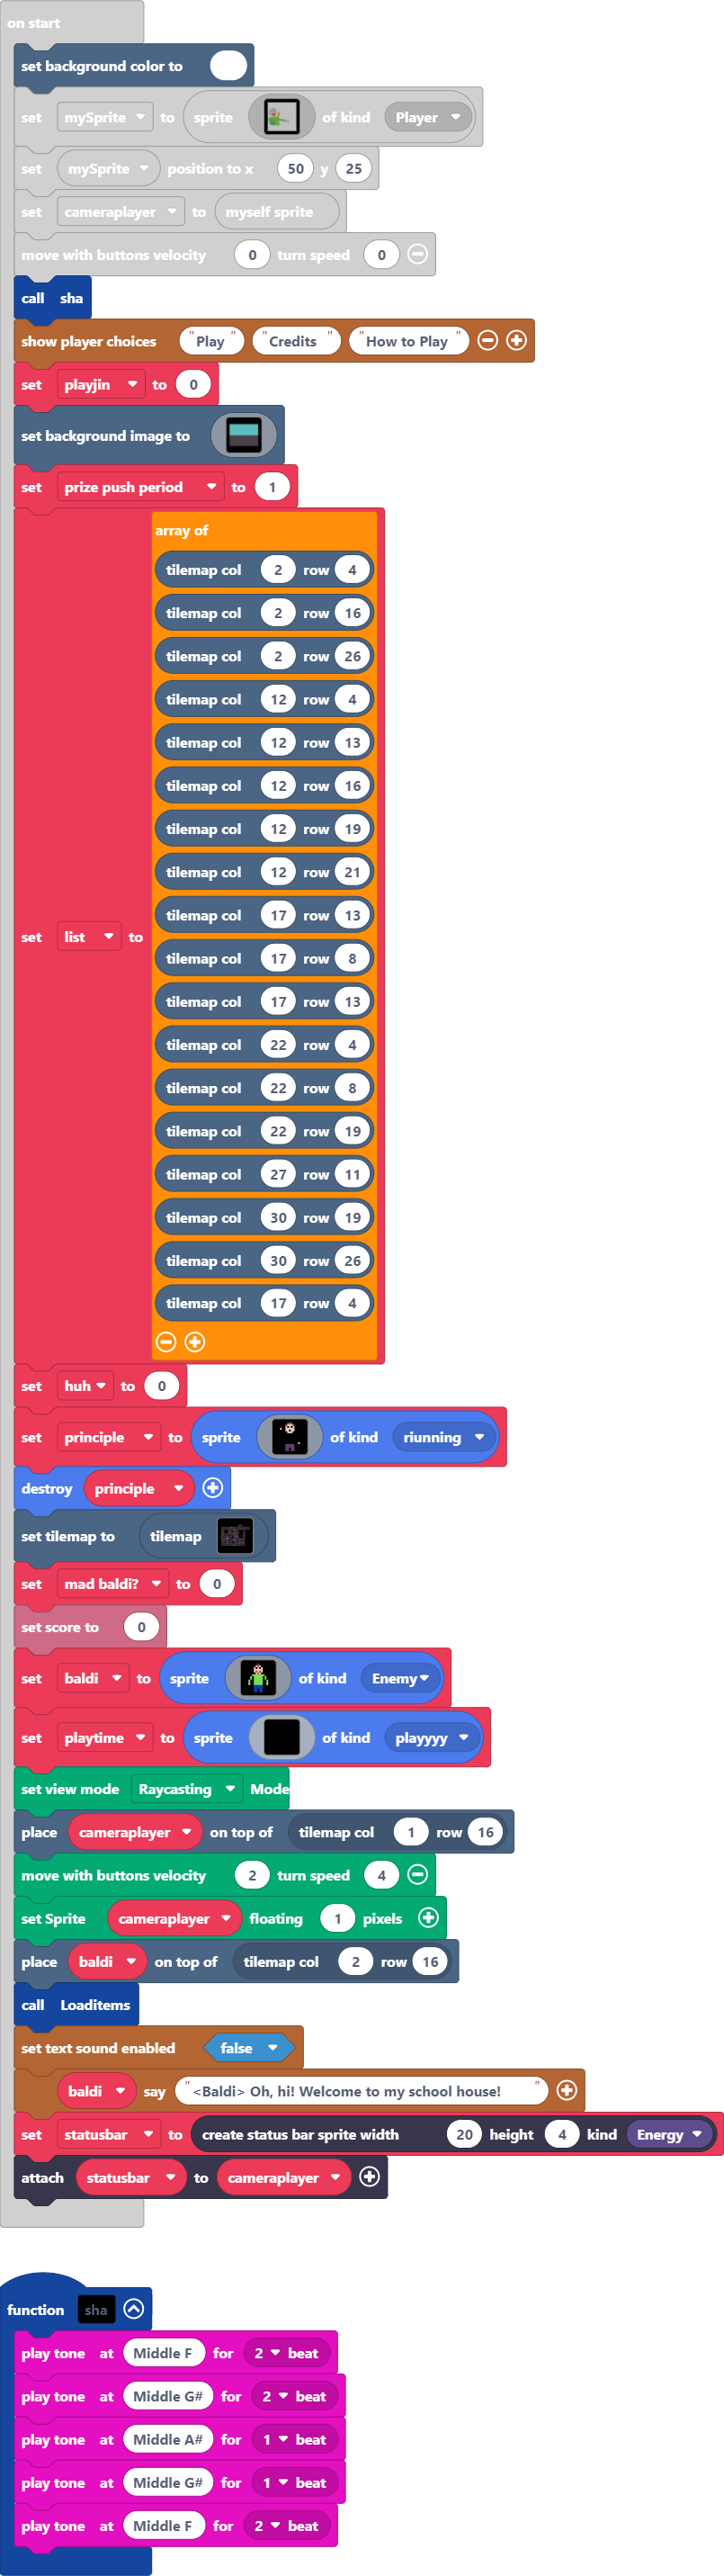 on start
set background color to
set mySprite to sprite of kind Player
set mySprite position to x 50 y 25
set cameraplayer to myself sprite
move with buttons velocity 0 turn speed 0
call sha
show player choices "Play" "Credits" "How to Play"
set playjin to 0
set background image to
set prize push period to 1
array of
tilemap col 2 row 4
tilemap col 2 row 16
tilemap col 2 row 26
tilemap col 12 row 4
tilemap col 12 row 13
tilemap col 12 row 16
tilemap col 12 row 19
tilemap col 12 row 21
tilemap col 17 row 13
set list to
tilemap col 17 row 8
tilemap col 17 row 13
tilemap col 22 row 4
tilemap col 22 row 8
tilemap col 22 row 19
tilemap col 27 row 11
tilemap col 30 row 19
tilemap col 30 row 26
tilemap col 17 row 4
set huh to 0
set principle to sprite of kind riunning
destroy principle
set tilemap to tilemap
set mad baldi? to 0
set score to 0
set baldi to sprite of kind Enemy
set playtime to sprite of kind playyyy
set view mode Raycasting Mode
place cameraplayer on top of tilemap col 1 row 16
move with buttons velocity 2 turn speed 4
set Sprite cameraplayer floating 1 pixels
place baldi on top of tilemap col 2 row 16
call Loaditems
set text sound enabled false
baldi say "<Baldi> Oh, hi! Welcome to my school house!"
set statusbar to create status bar sprite width 20 height 4 kind Energy
attach statusbar to cameraplayer
function sha
play tone at Middle F for 2 beat
play tone at Middle G# for 2 beat
play tone at Middle A# for 1 beat
play tone at Middle G# for 1 beat
play tone at Middle F for 2 beat